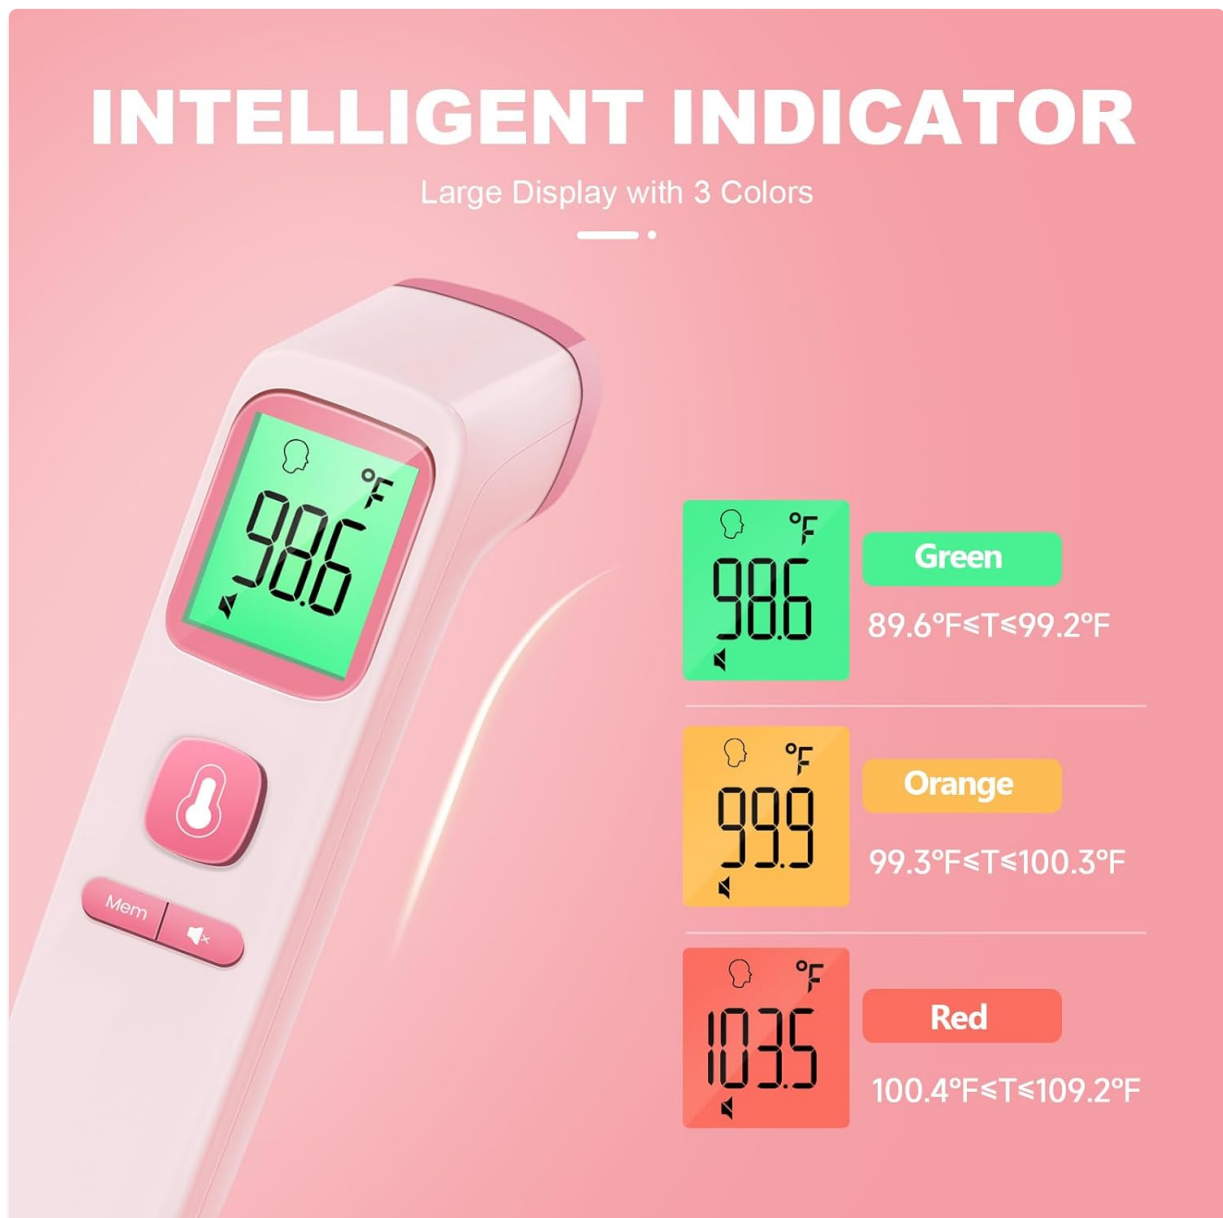 INTELLIGENT INDICATOR
Large Display with 3 Colors
°F
98.6
Mem
°F
98.6
Green
89.6°F≤T≤99.2°F
°F
99.9
Orange
99.3°F≤T≤100.3°F
°F
103.5
Red
100.4°F≤T≤109.2°F